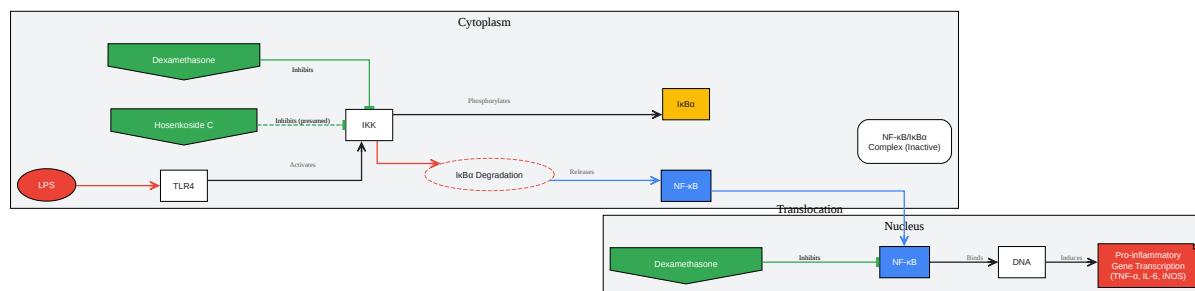 Cytoplasm
Dexamethasone
Inhibits
Phosphorylates
IκBα
Hosenkoside C
Inhibits (presumed)
IKK
NF-κB/IκBα
Complex (Inactive)
Activates
IκBα Degradation
Releases
LPS
TLR4
NF-κB
Translocation
Nucleus
Dexamethasone
Inhibits
NF-κB
Binds
DNA
Induces
Pro-inflammatory
Gene Transcription
(TNF-α, IL-6, iNOS)